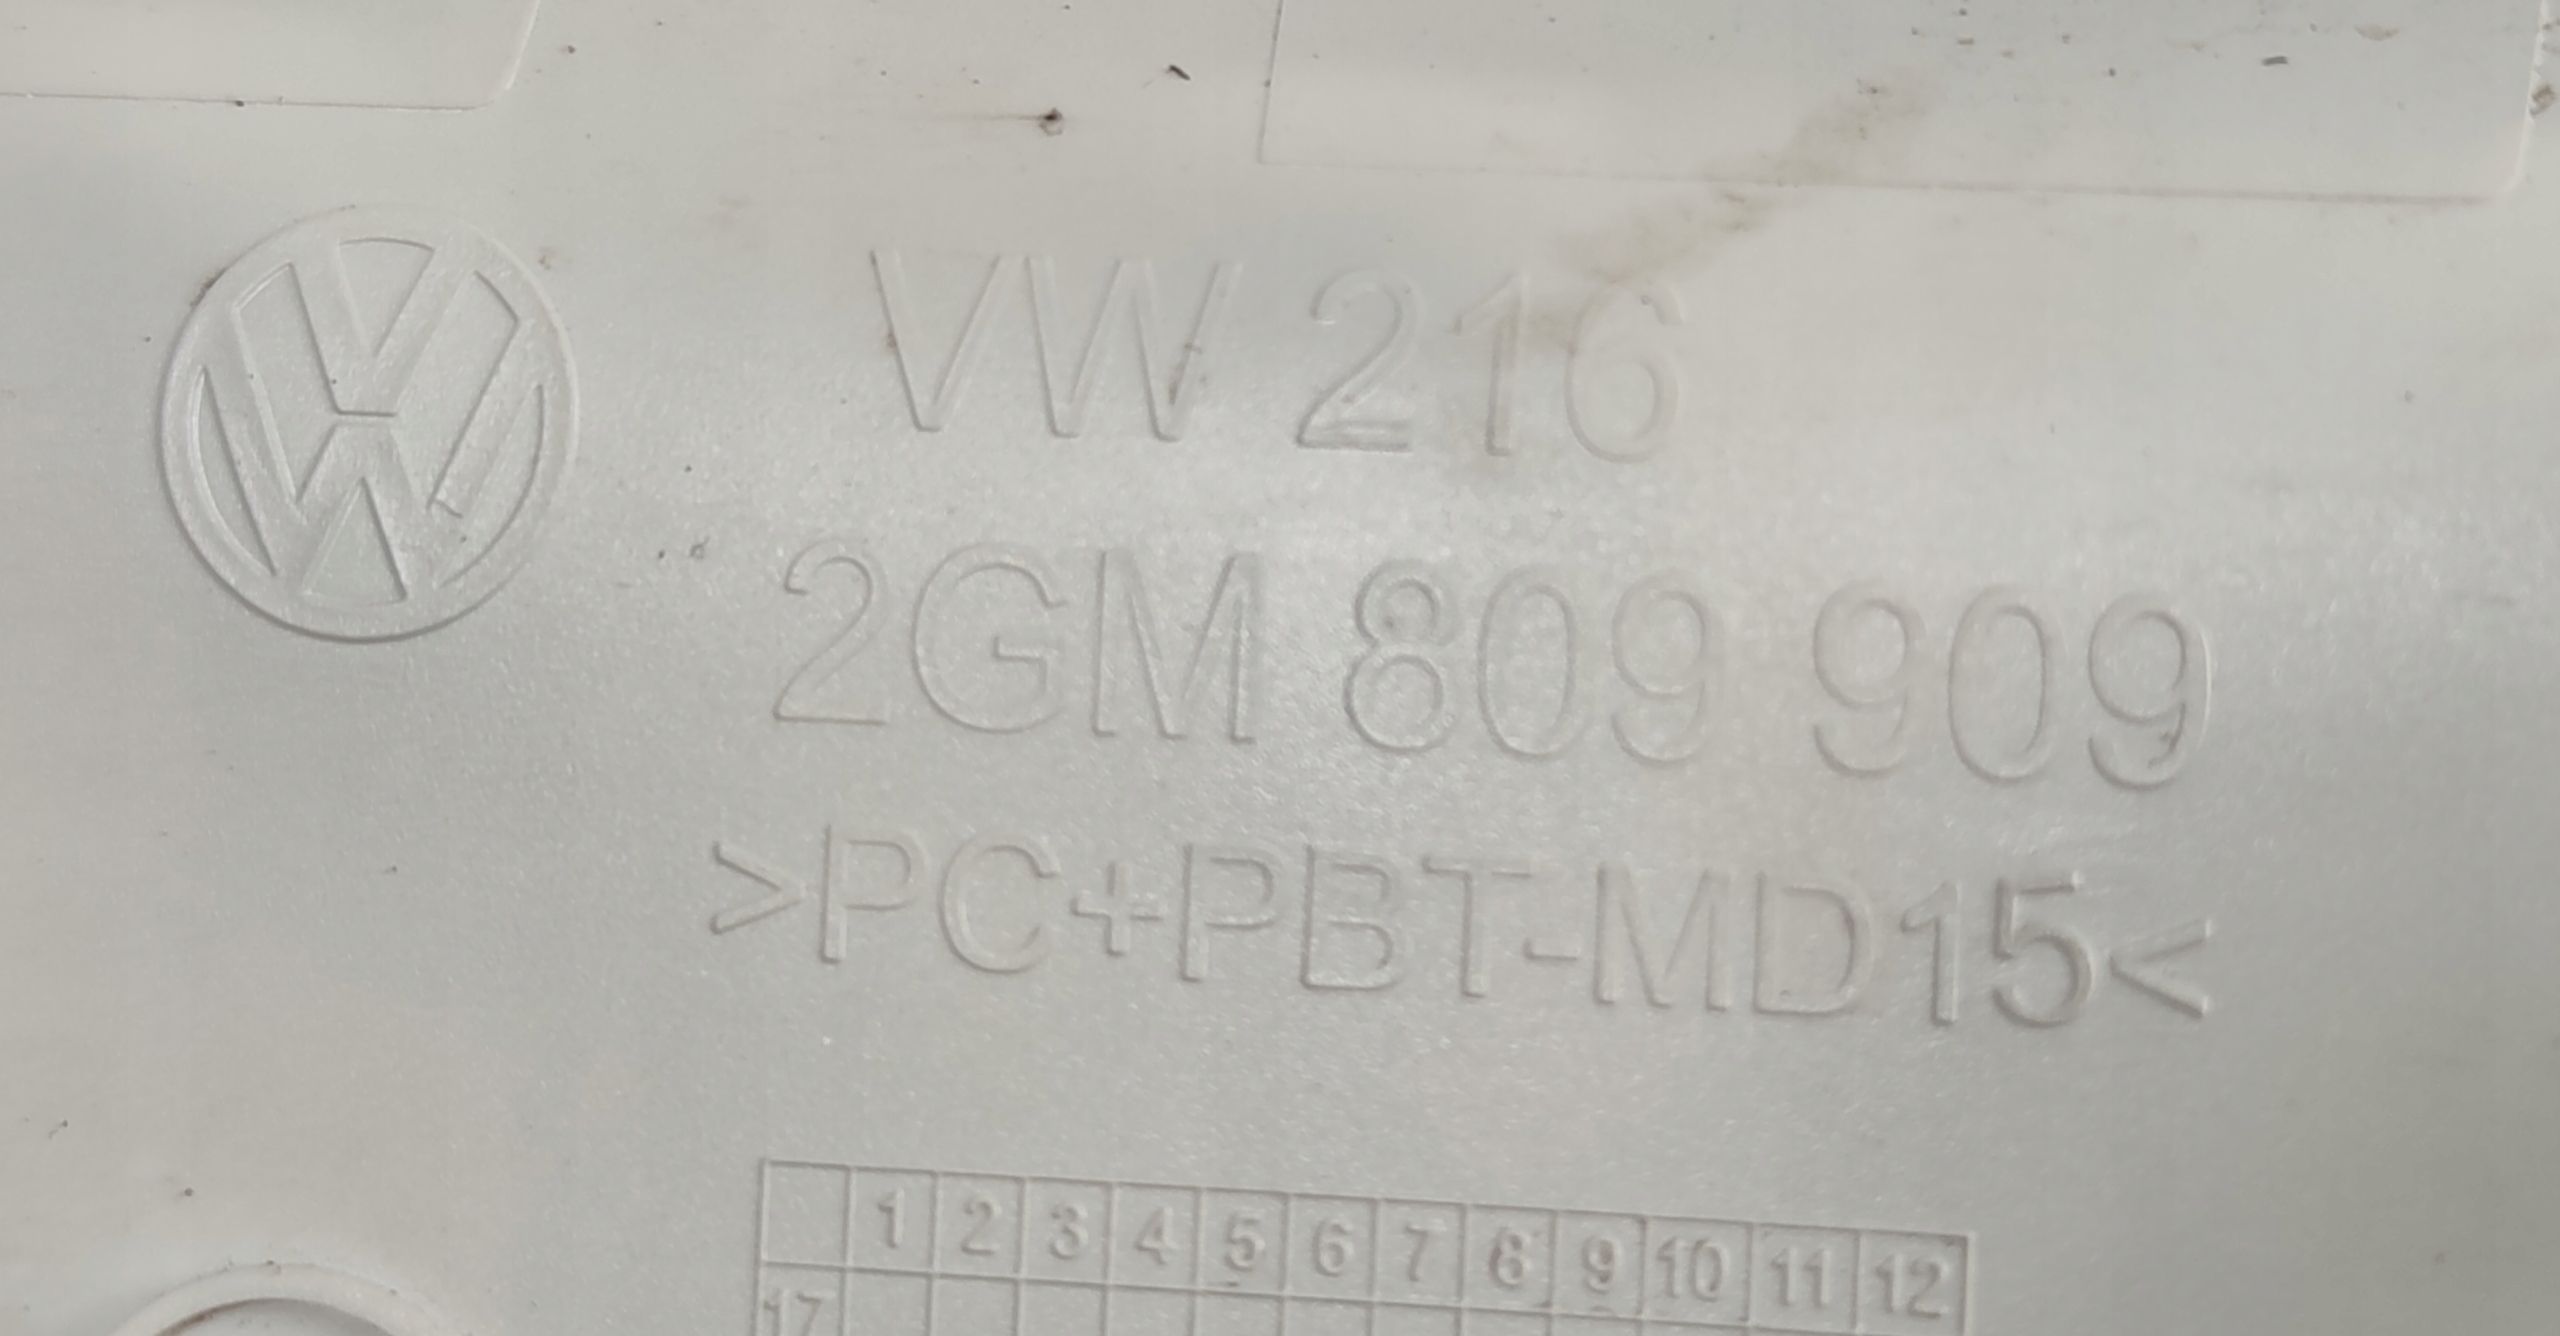 VW 216
2GM 809 909
>PC+PBT-MD15<
1 2 3 4 5 6 7 8 9 10 11 12
17